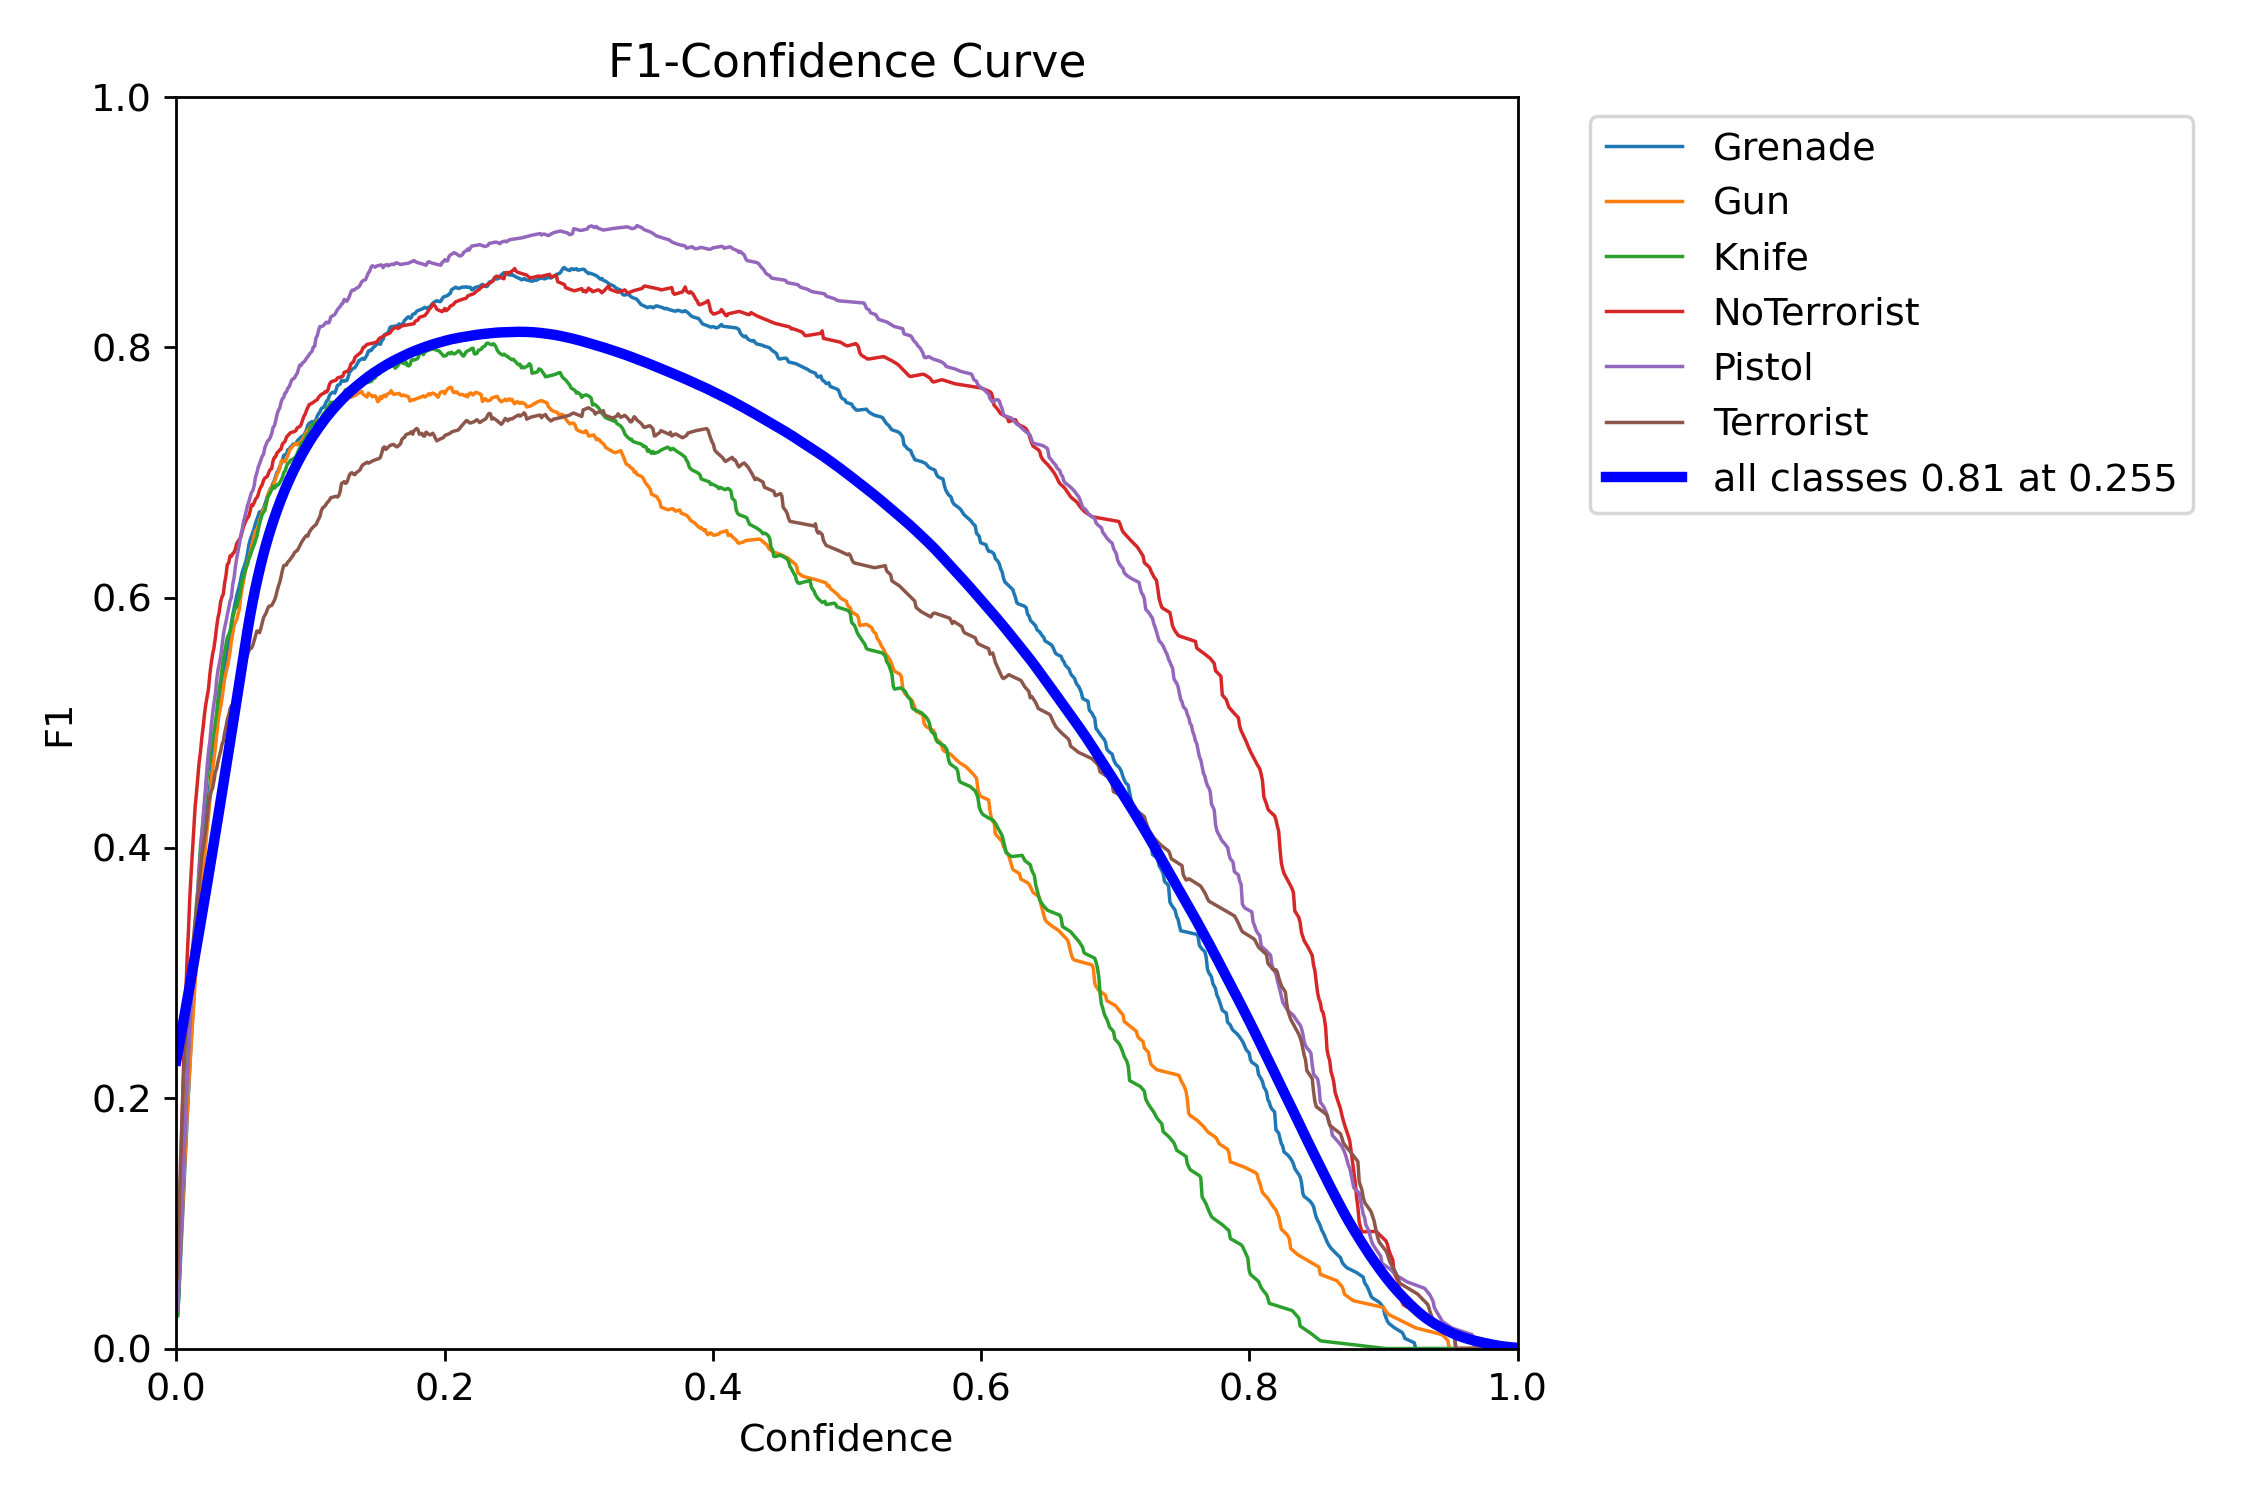 F1-Confidence Curve
1.0
0.8
0.6
0.4
0.2
0.0
F1
0.0 0.2 0.4 0.6 0.8 1.0
Confidence
Grenade
Gun
Knife
NoTerrorist
Pistol
Terrorist
all classes 0.81 at 0.255